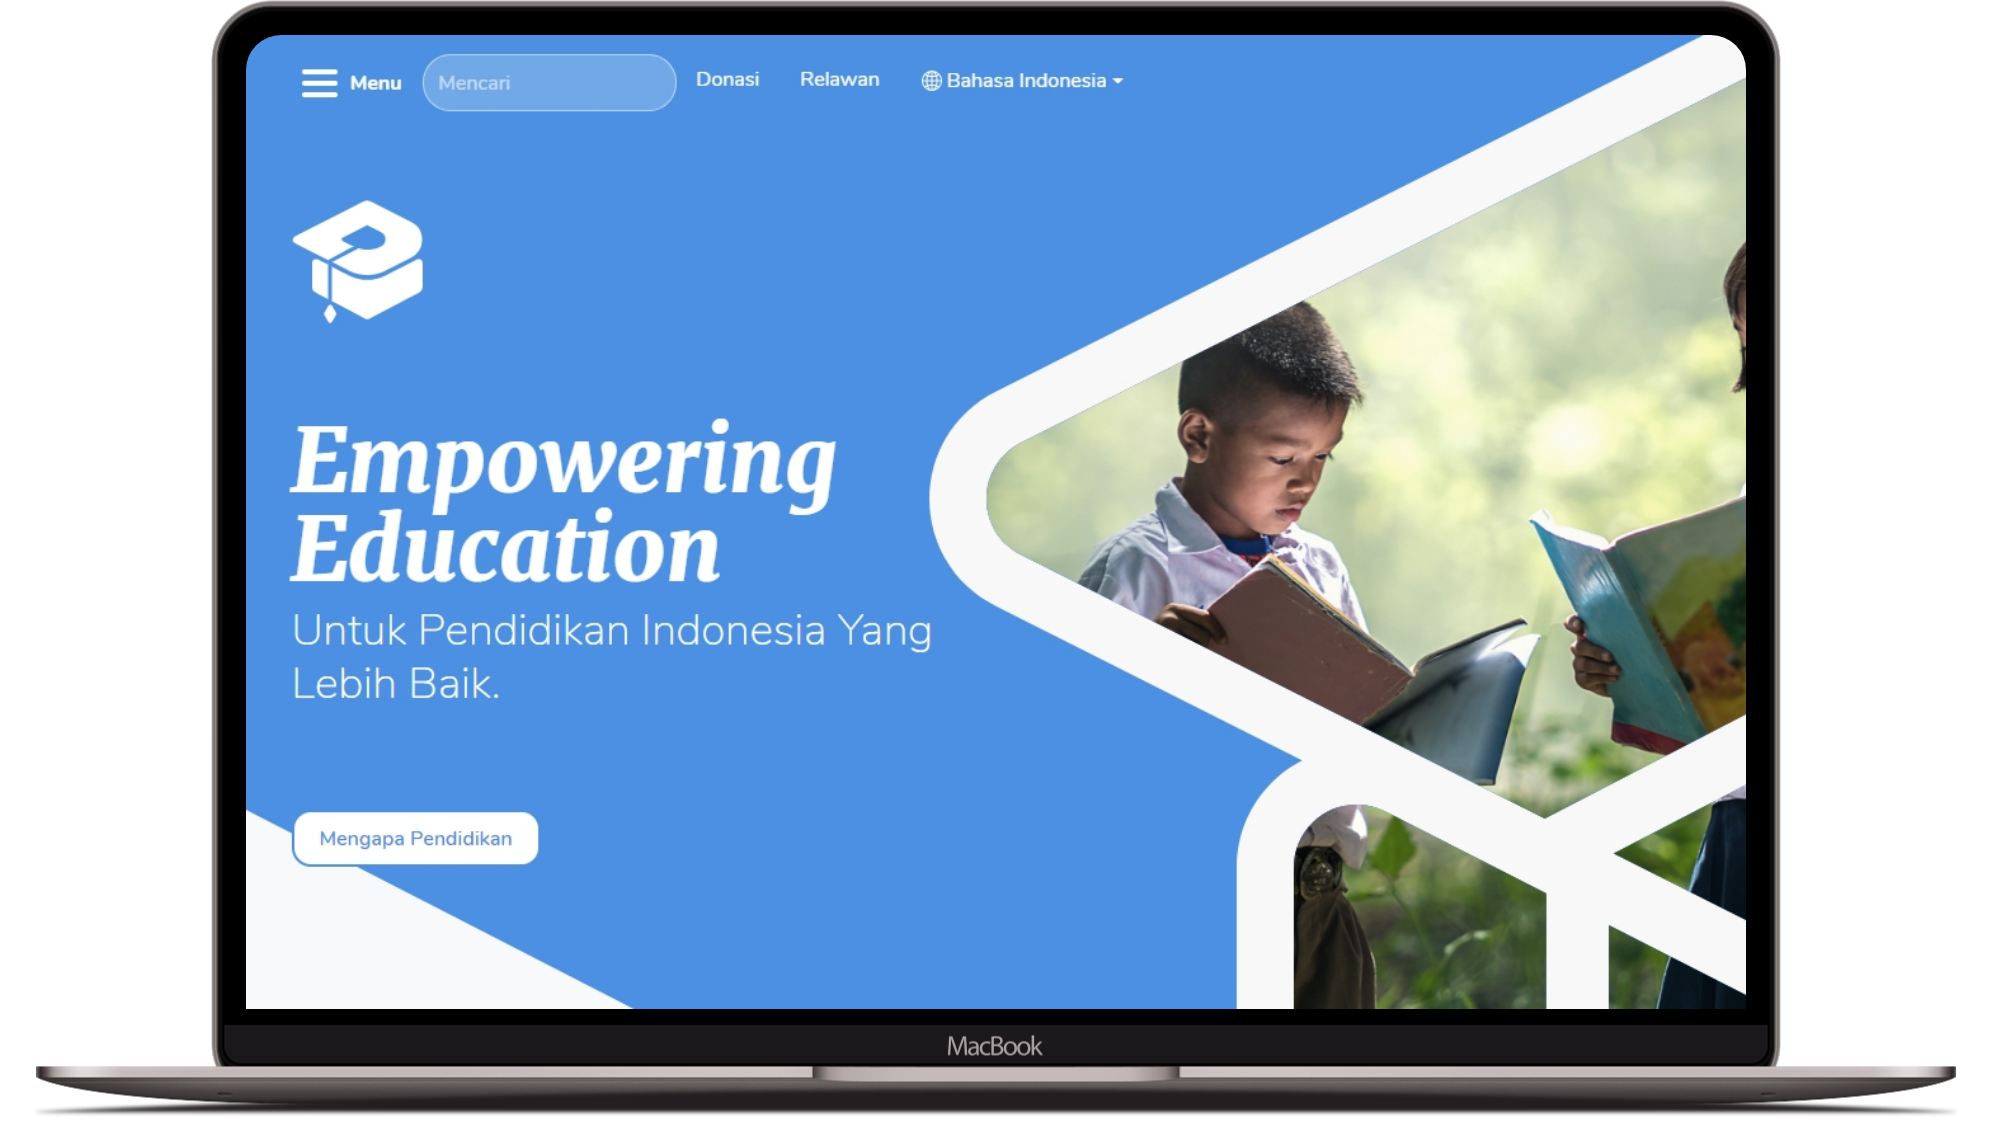 Menu
Mencari
Donasi
Relawan
Bahasa Indonesia
Empowering
Education
Untuk Pendidikan Indonesia Yang
Lebih Baik.
Mengapa Pendidikan
MacBook